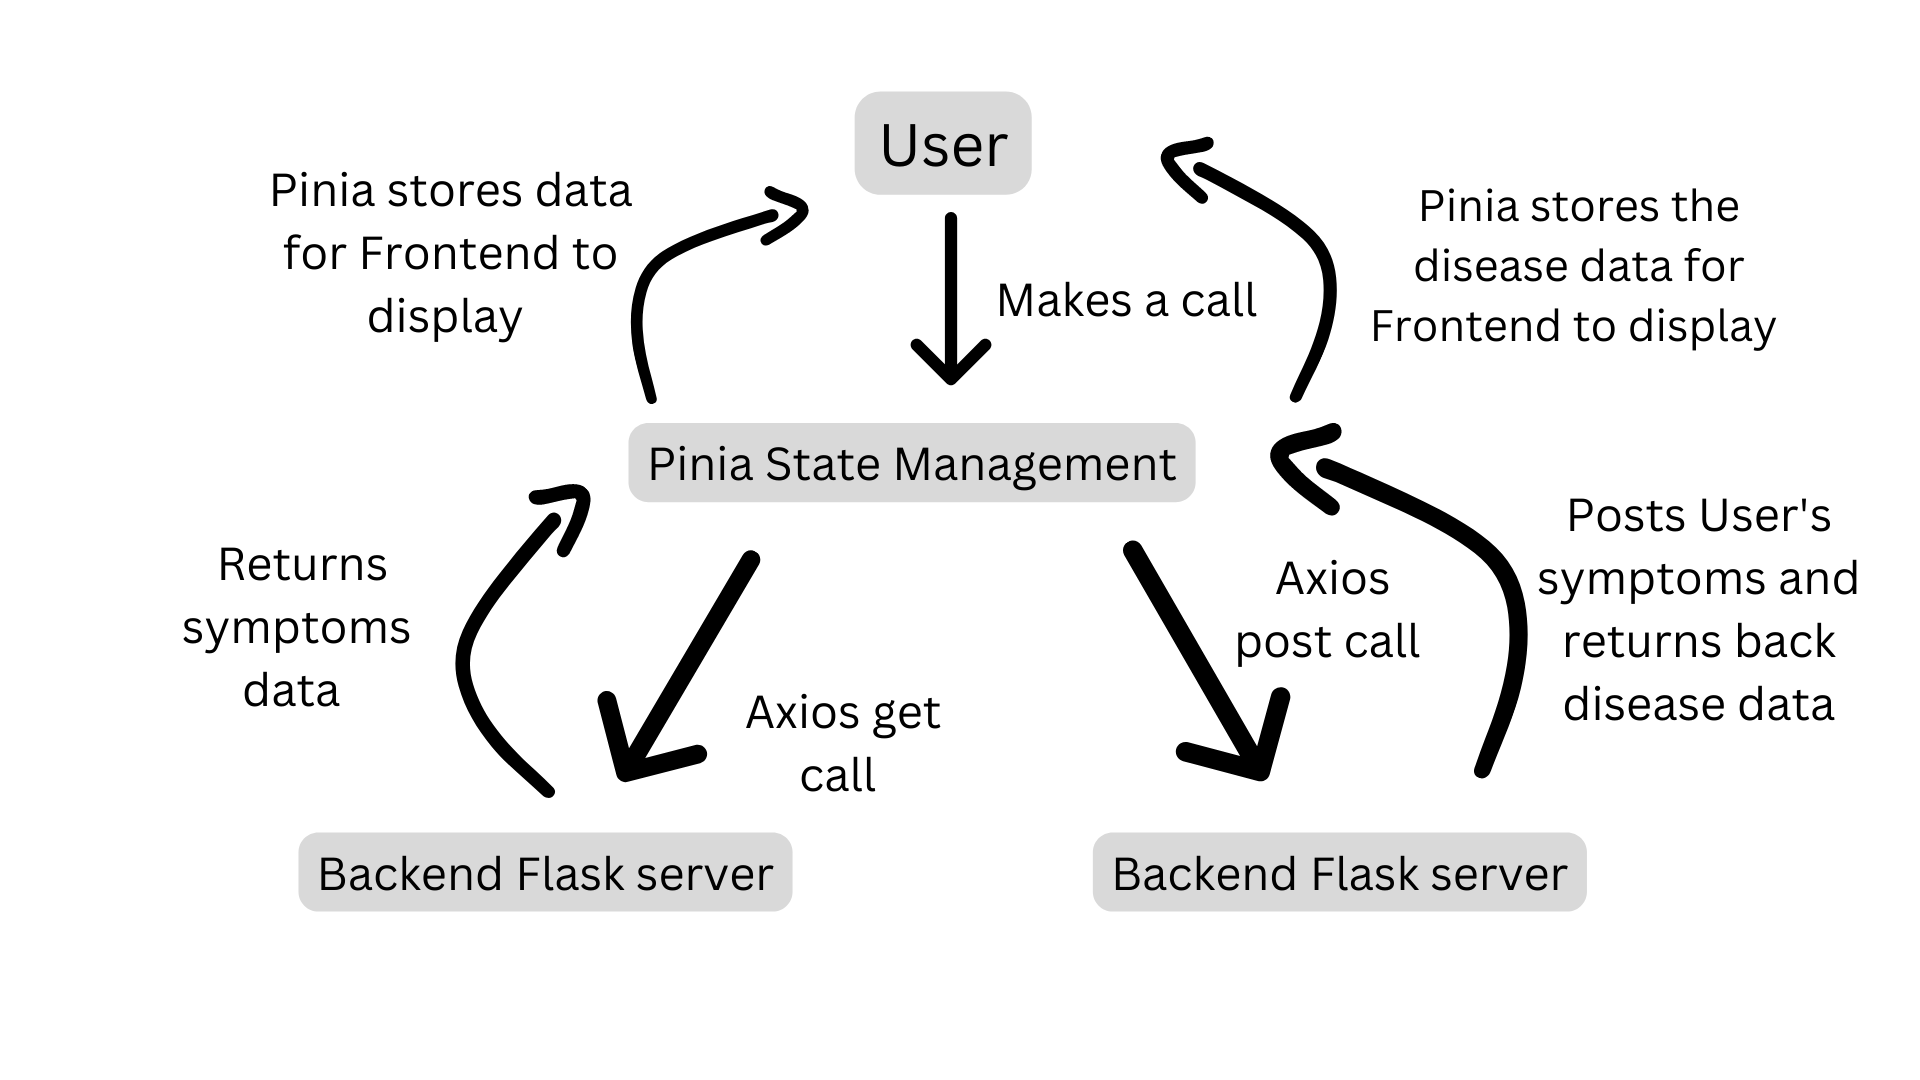 User
Pinia stores data
for Frontend to
display
Makes a call
Pinia stores the
disease data for
Frontend to display
Pinia State Management
Returns
symptoms
data
Axios get
call
Axios
post call
Posts User's
symptoms and
returns back
disease data
Backend Flask server
Backend Flask server